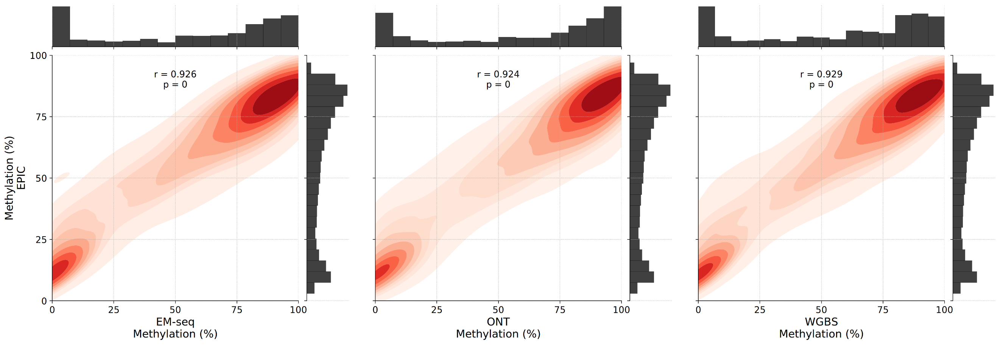 Methylation (%)
EPIC
100
75
50
25
0
r = 0.926
p = 0
0 25 50 75 100
EM-seq
Methylation (%)
r = 0.924
p = 0
0 25 50 75 100
ONT
Methylation (%)
r = 0.929
p = 0
0 25 50 75 100
WGBS
Methylation (%)